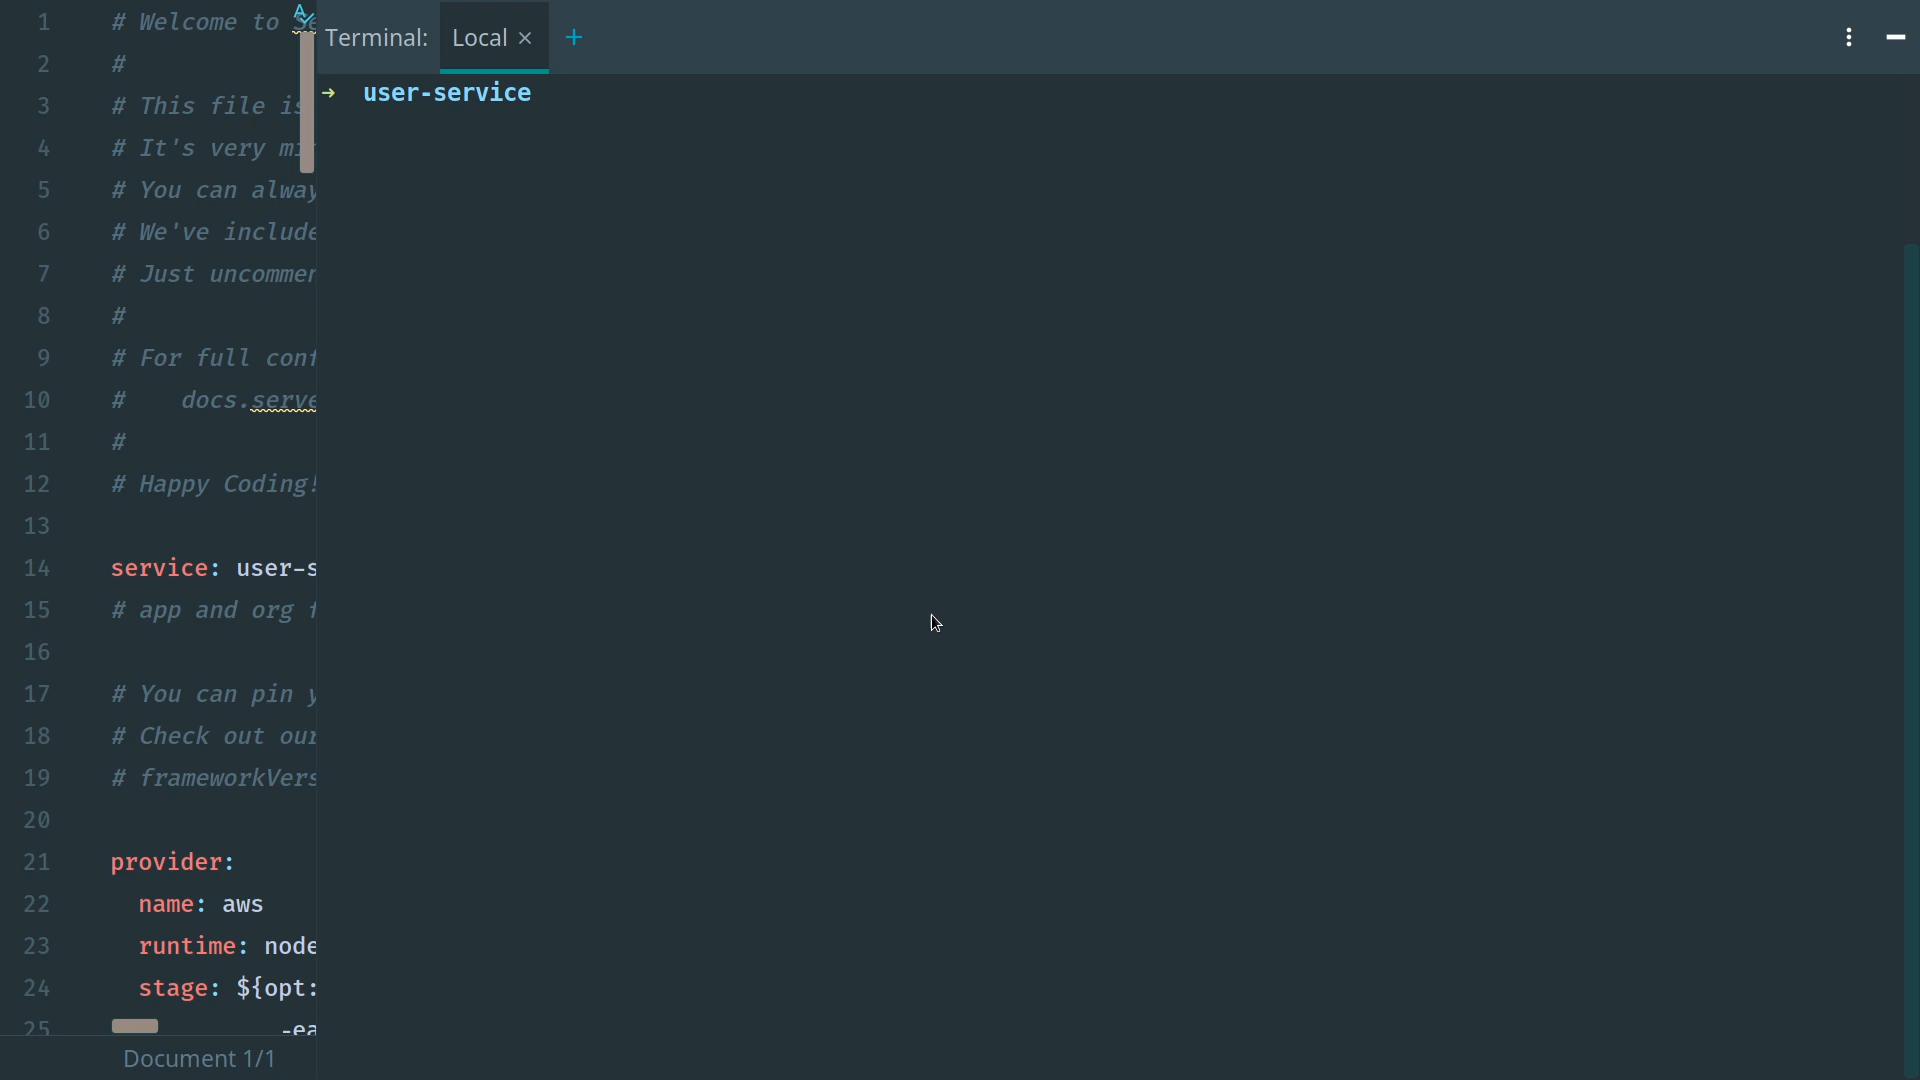 Terminal: Local
user-service
1 # Welcome to Se
2 #
3 # This file is
4 # It's very mi
5 # You can alway
6 # We've include
7 # Just uncommen
8 #
9 # For full conf
10 # docs.serve
11 #
12 # Happy Coding!
13
14 service: user-s
15 # app and org f
16
17 # You can pin y
18 # Check out our
19 # frameworkVers
20
21 provider:
22 name: aws
23 runtime: node
24 stage: ${opt:
25 -ea
Document 1/1